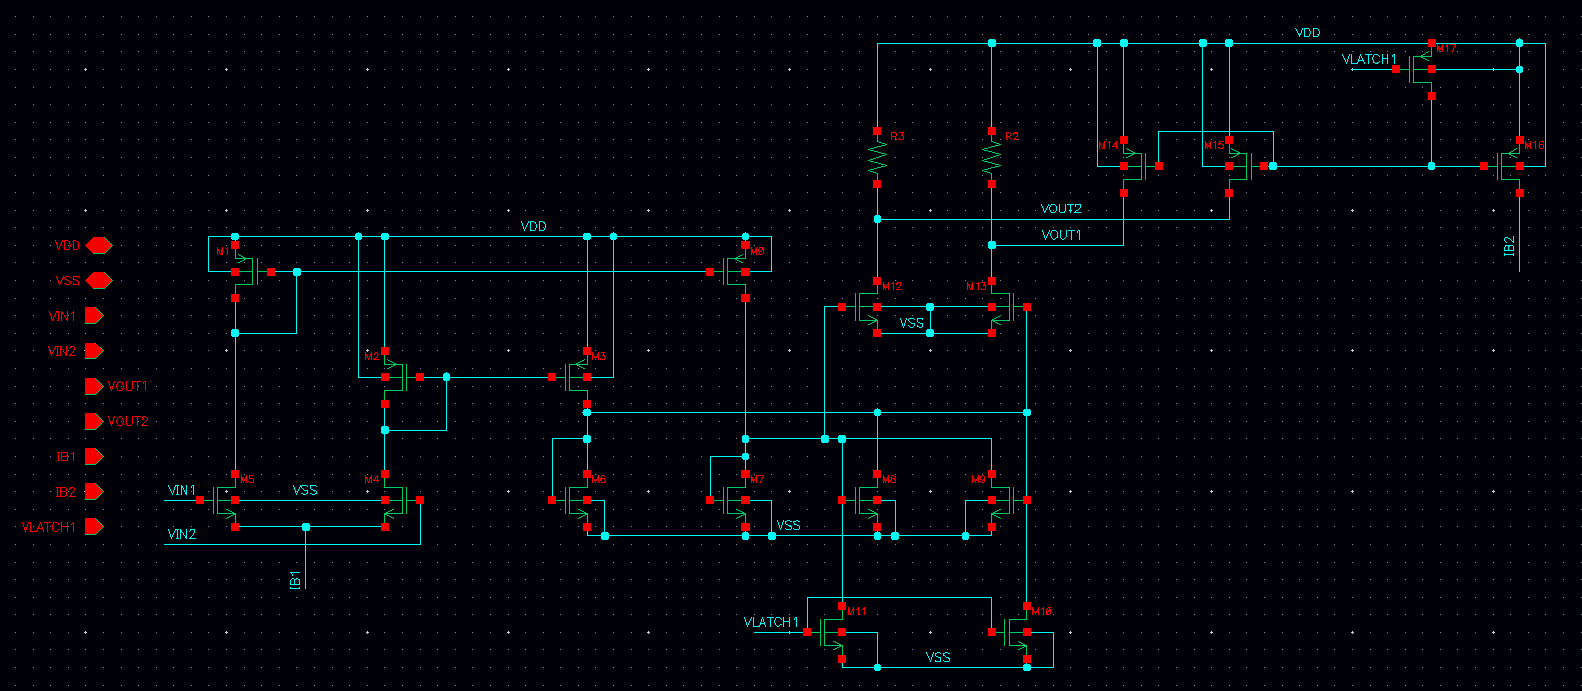 VDD
VLATCH1
M17
R3
R2
M14
M15
M16
VOUT2
VOUT1
IB2
VDD
VDD
M1
M0
VSS
M12
M13
VIN1
VSS
VIN2
M2
M3
VOUT1
VOUT2
IB1
M5
M4
M6
M7
M8
M9
VIN1
VSS
IB2
VSS
VLATCH1
VIN2
IB1
M11
M10
VLATCH1
VSS